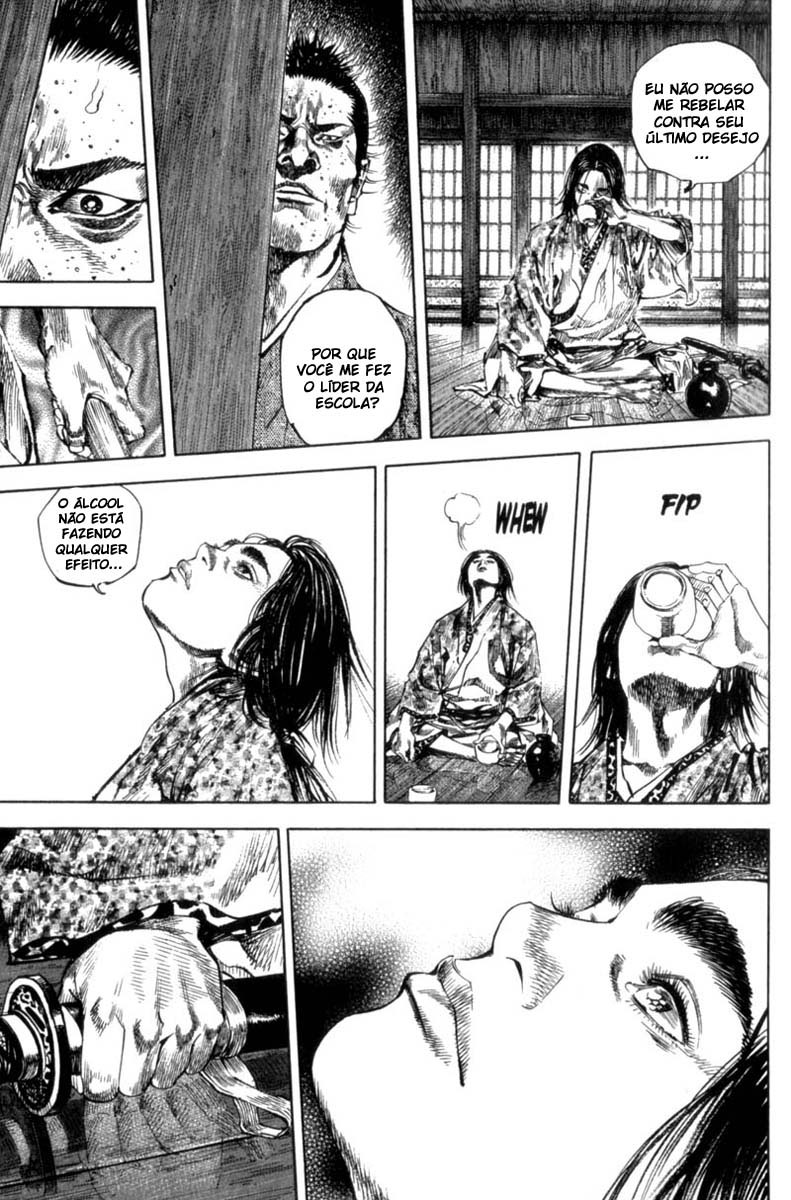 EU NÃO POSSO
ME REBELAR
CONTRA SEU
ÚLTIMO DESEJO
...
POR QUE
VOCÊ ME FEZ
O LÍDER DA
ESCOLA?
FIP
WHEW
O ÁLCOOL
NÃO ESTÁ
FAZENDO
QUALQUER
EFEITO...